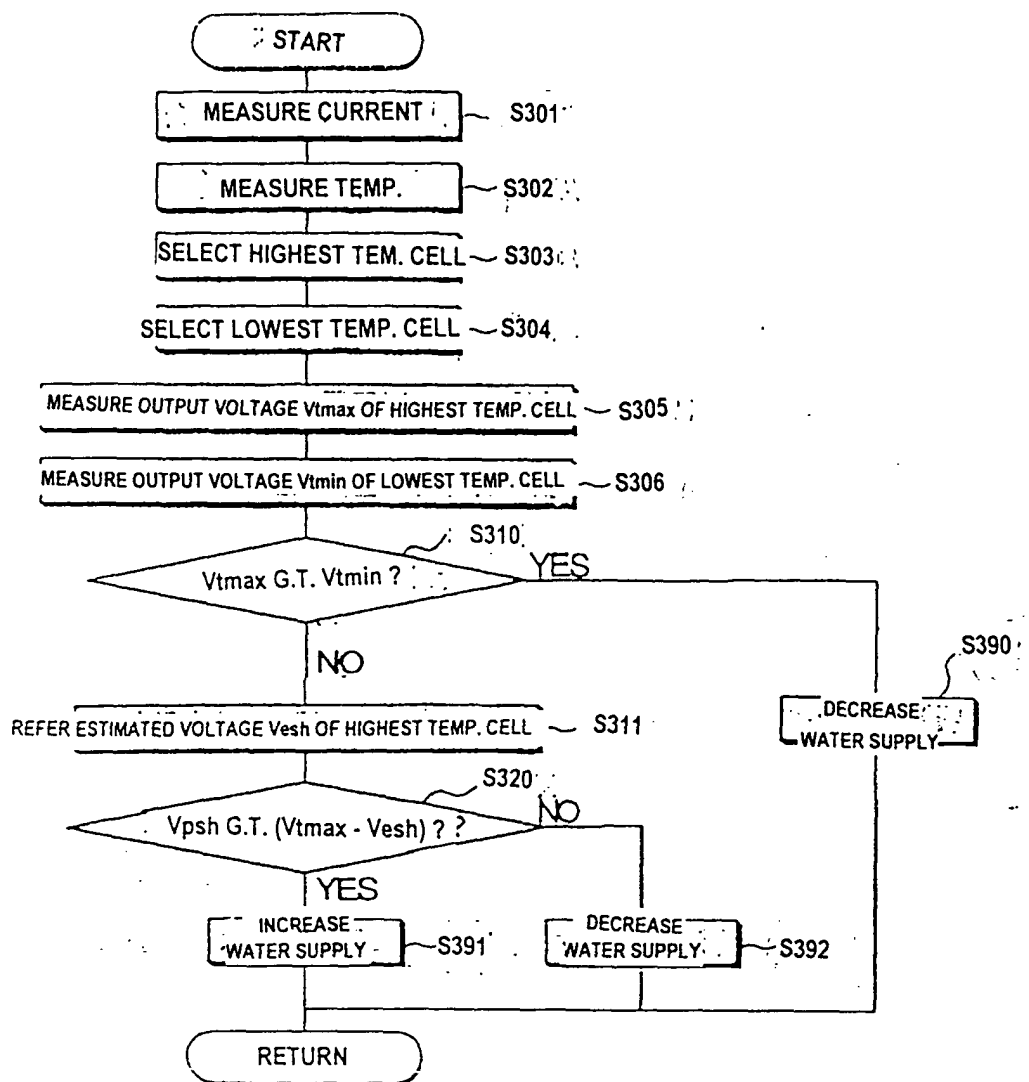 START
MEASURE CURRENT
S301
MEASURE TEMP.
S302
SELECT HIGHEST TEM. CELL
S303
SELECT LOWEST TEMP. CELL
S304
MEASURE OUTPUT VOLTAGE Vtmax OF HIGHEST TEMP. CELL
S305
MEASURE OUTPUT VOLTAGE Vtmin OF LOWEST TEMP. CELL
S306
S310
Vtmax G.T. Vtmin ?
YES
NO
S390
DECREASE
WATER SUPPLY
REFER ESTIMATED VOLTAGE Vesh OF HIGHEST TEMP. CELL
S311
S320
Vpsh G.T. (Vtmax - Vesh) ? ?
NO
YES
INCREASE
WATER SUPPLY
S391
DECREASE
WATER SUPPLY
S392
RETURN